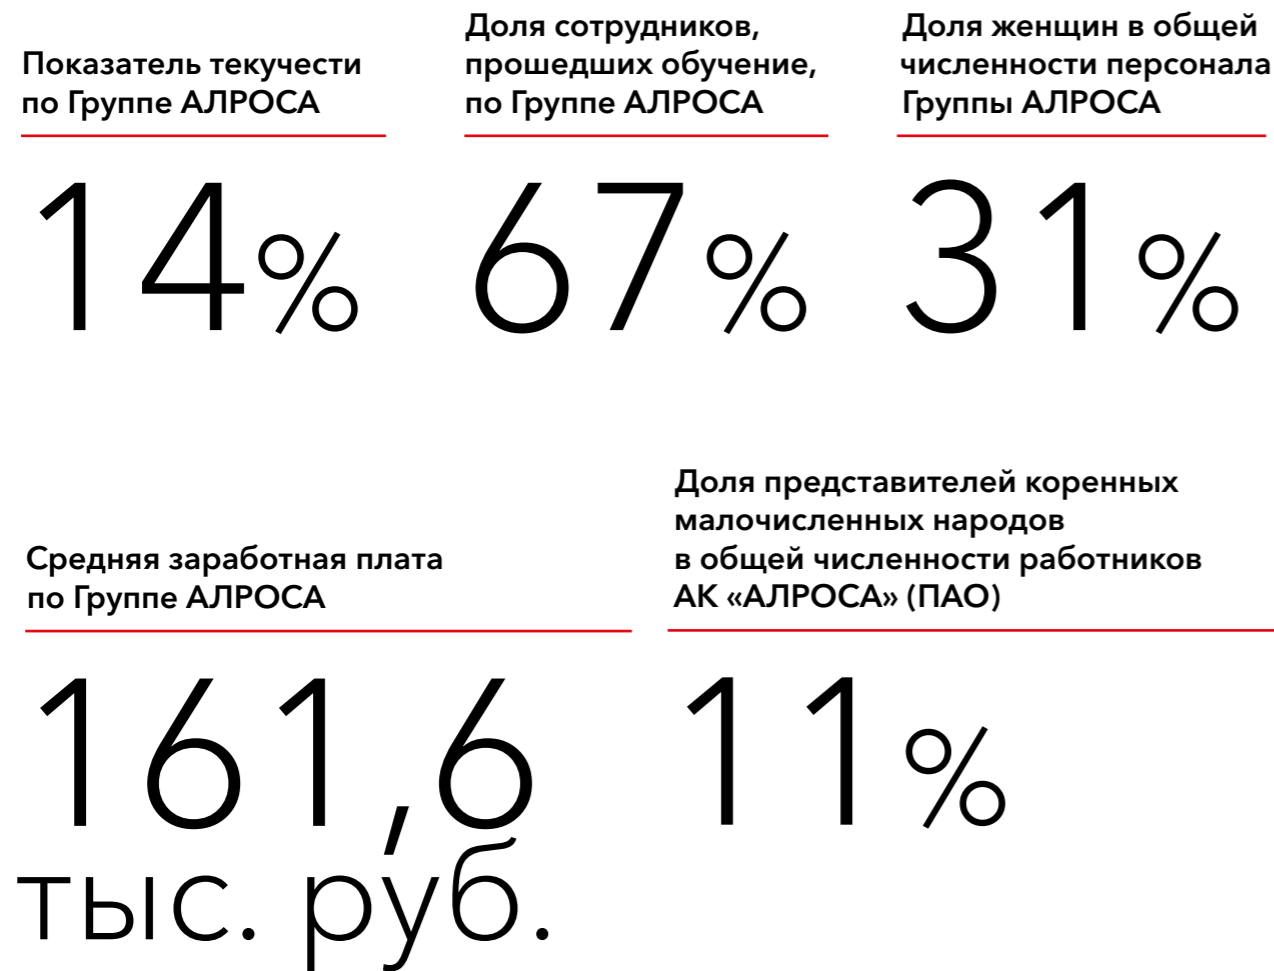 Показатель текучести
по Группе АЛРОСА
14%
Доля сотрудников,
прошедших обучение,
по Группе АЛРОСА
67%
Доля женщин в общей
численности персонала
Группы АЛРОСА
31%
Средняя заработная плата
по Группе АЛРОСА
161,6
тыс. руб.
Доля представителей коренных
малочисленных народов
в общей численности работников
АК «АЛРОСА» (ПАО)
11%